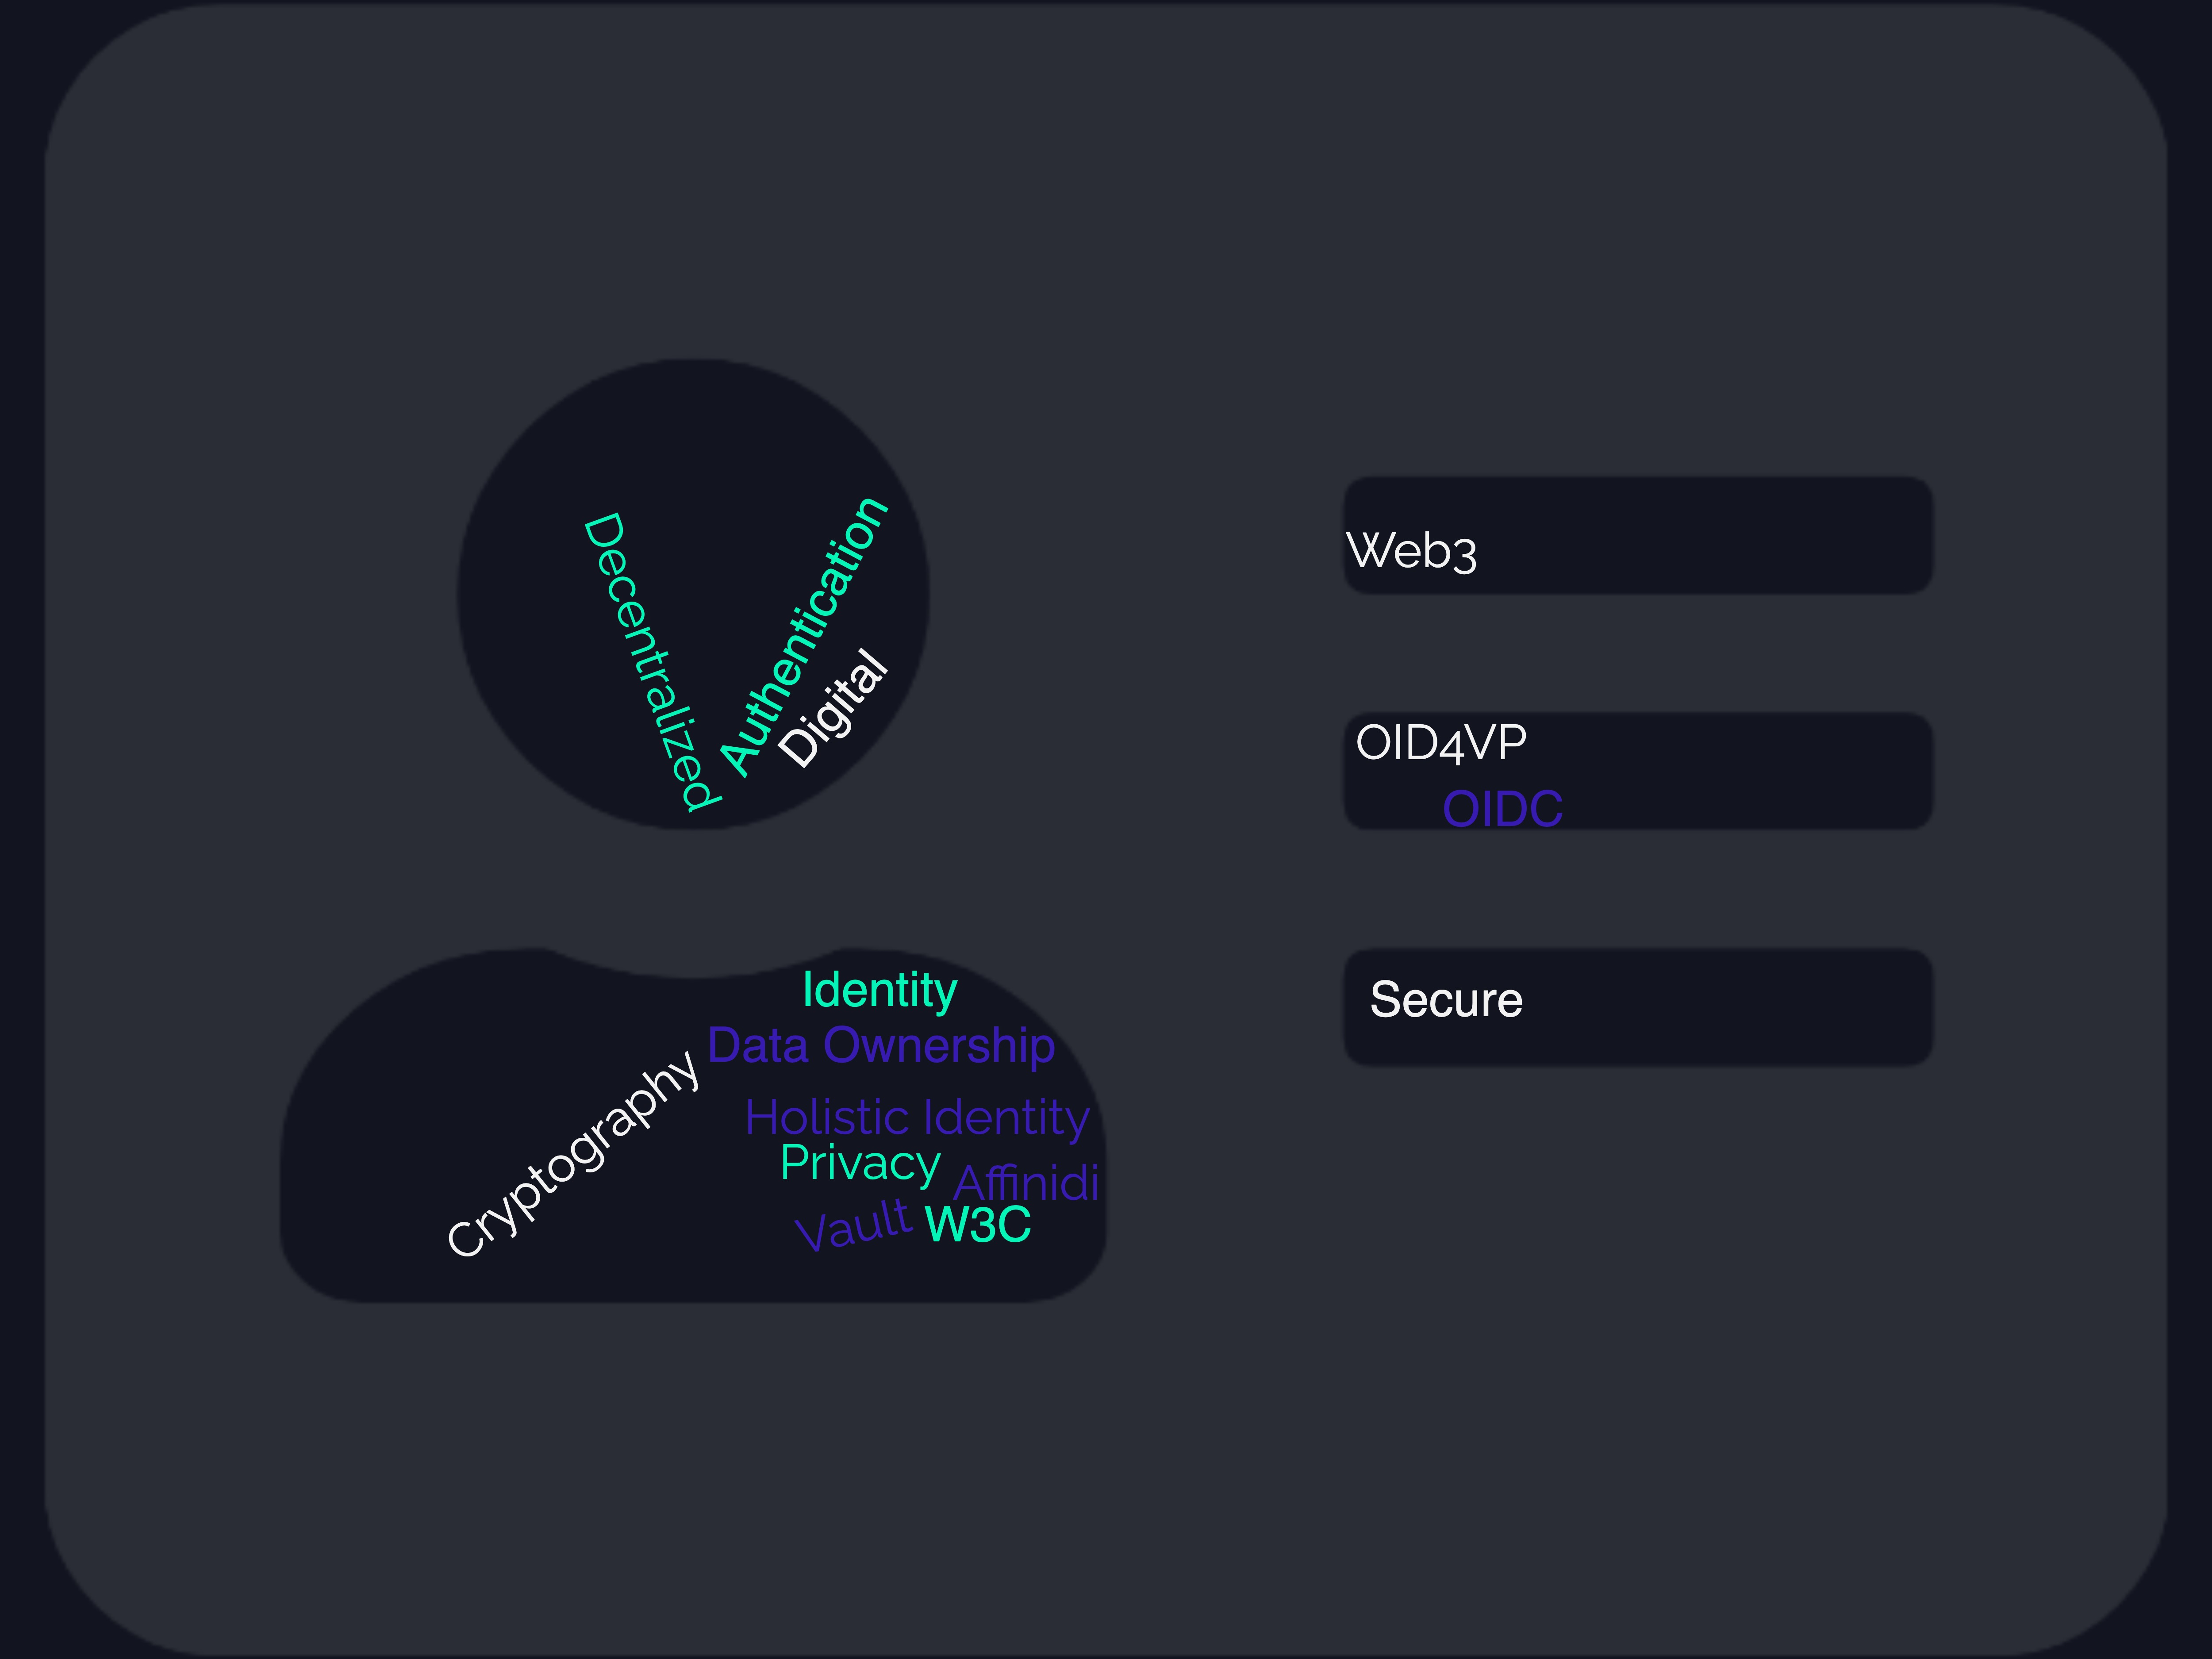 Decentralized
Authentication
Digital
Web3
OID4VP
OIDC
Identity
Data Ownership
Cryptography
Holistic Identity
Privacy
Affinidi
Vault
W3C
Secure